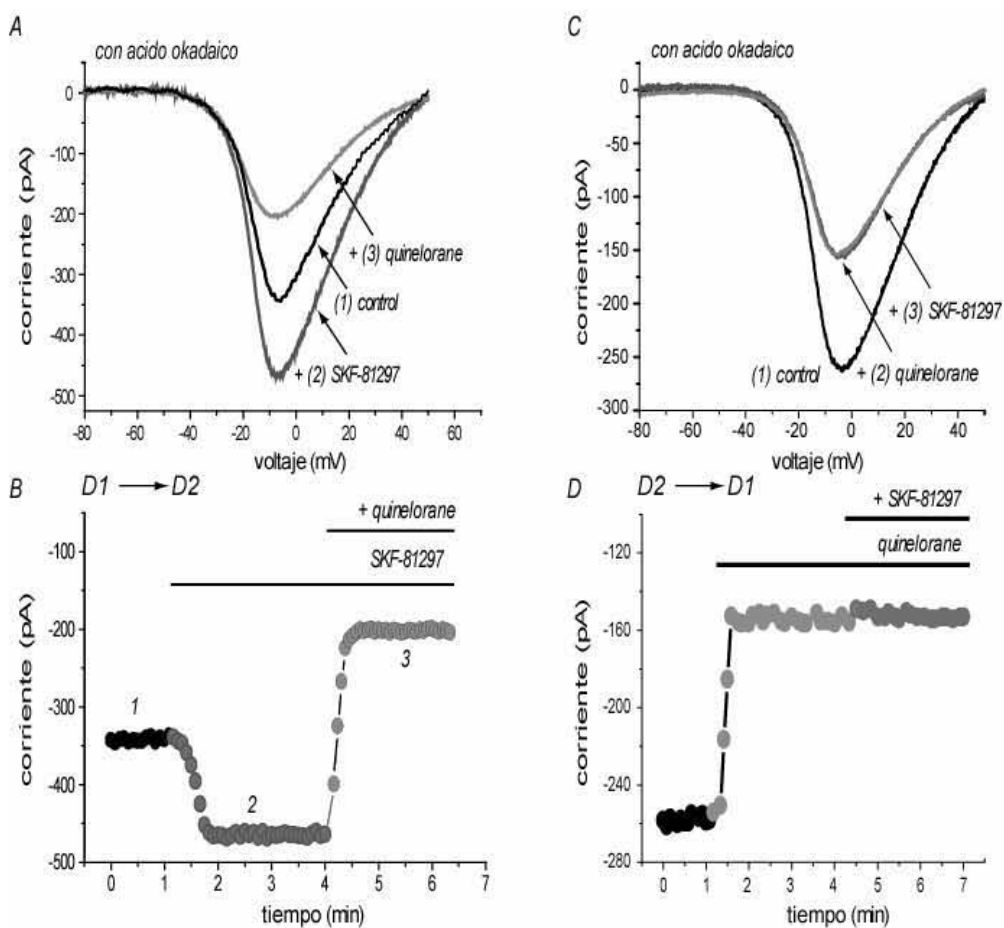 A
con acido okadaico
0
-100
-200
-300
-400
-500
corriente (pA)
-80 -60 -40 -20 0 20 40 60
voltaje (mV)
+ (3) quinelorane
(1) control
+ (2) SKF-81297
C
con acido okadaico
0
-50
-100
-150
-200
-250
-300
corriente (pA)
-80 -60 -40 -20 0 20 40
voltaje (mV)
+ (3) SKF-81297
(1) control + (2) quinelorane
B
D1 → D2
+ quinelorane
SKF-81297
-100
-200
-300
-400
-500
corriente (pA)
1
2
3
0 1 2 3 4 5 6 7
tiempo (min)
D
D2 → D1
+ SKF-81297
quinelorane
-120
-160
-200
-240
-280
corriente (pA)
0 1 2 3 4 5 6 7
tiempo (min)